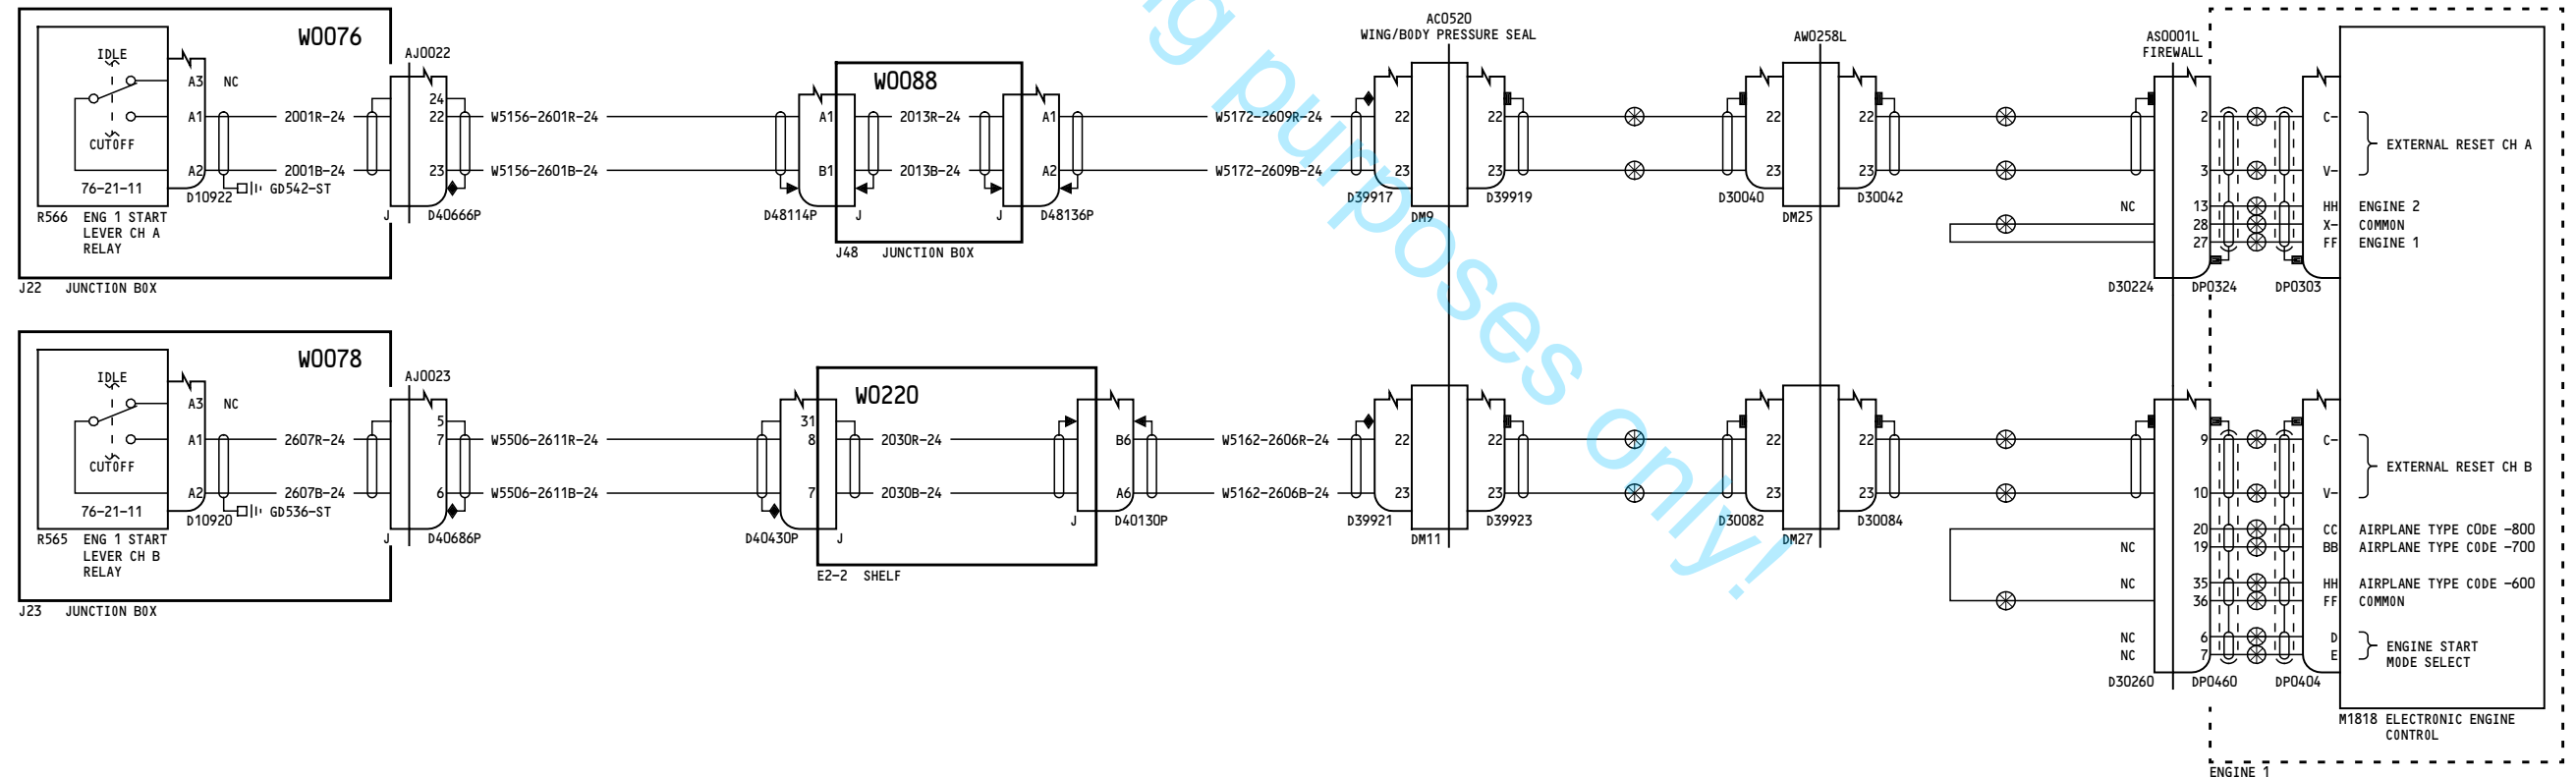 W0076
IDLE
CUTOFF
76-21-11
A3 NC
A1
A2
D10922
2001R-24
2001B-24
GD542-ST
R566 ENG 1 START
LEVER CH A
RELAY
J22 JUNCTION BOX
AJ0022
24
22
23
J
D40666P
W5156-2601R-24
W5156-2601B-24
W0088
A1
B1
D48114P
J
2013R-24
2013B-24
A1
A2
J
D48136P
J48 JUNCTION BOX
W5172-2609R-24
W5172-2609B-24
AC0520
WING/BODY PRESSURE SEAL
22
23
D39917
DM9
22
23
D39919
AW0258L
22
23
D30040
DM25
22
23
D30042
AS0001L
FIREWALL
NC
2
3
13
28
27
D30224
DP0324
DP0303
C-
V-
HH
X-
FF
EXTERNAL RESET CH A
ENGINE 2
COMMON
ENGINE 1
W0078
IDLE
CUTOFF
76-21-11
A3 NC
A1
A2
D10920
2607R-24
2607B-24
GD536-ST
R565 ENG 1 START
LEVER CH B
RELAY
J23 JUNCTION BOX
AJ0023
5
7
6
J
D40686P
W5506-2611R-24
W5506-2611B-24
W0220
31
8
7
D40430P
J
2030R-24
2030B-24
B6
A6
J
D40130P
E2-2 SHELF
W5162-2606R-24
W5162-2606B-24
22
23
D39921
DM11
22
23
D39923
22
23
D30082
DM27
22
23
D30084
NC
NC
NC
NC
9
10
20
19
35
36
6
7
D30260
DP0460
DP0404
C-
V-
CC
BB
HH
FF
D
E
EXTERNAL RESET CH B
AIRPLANE TYPE CODE -800
AIRPLANE TYPE CODE -700
AIRPLANE TYPE CODE -600
COMMON
ENGINE START
MODE SELECT
M1818 ELECTRONIC ENGINE
CONTROL
ENGINE 1
purposes only!